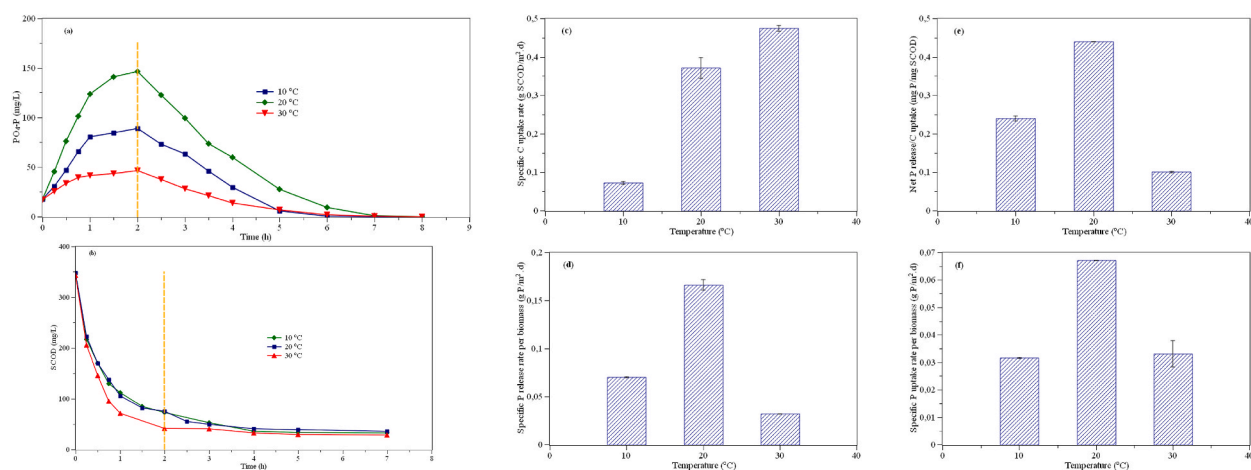 (a)
PO₄-P (mg/L)
200
150
100
50
0
10 °C
20 °C
30 °C
0 1 2 3 4 5 6 7 8 9
Time (h)
(b)
SCOD (mg/L)
400
300
200
100
0
10 °C
20 °C
30 °C
0 1 2 3 4 5 6 7 8
Time (h)
(c)
Specific C uptake rate (g SCOD/m².d)
0,5
0,4
0,3
0,2
0,1
0
0 10 20 30 40
Temperature (°C)
(d)
Specific P release rate per biomass (g P/m².d)
0,2
0,15
0,1
0,05
0
0 10 20 30 40
Temperature (°C)
(e)
Net P release/C uptake (mg P/mg SCOD)
0,5
0,4
0,3
0,2
0,1
0
0 10 20 30 40
Temperature (°C)
(f)
Specific P uptake rate per biomass (g P/m².d)
0,07
0,06
0,05
0,04
0,03
0,02
0,01
0
0 10 20 30 40
Temperature (°C)